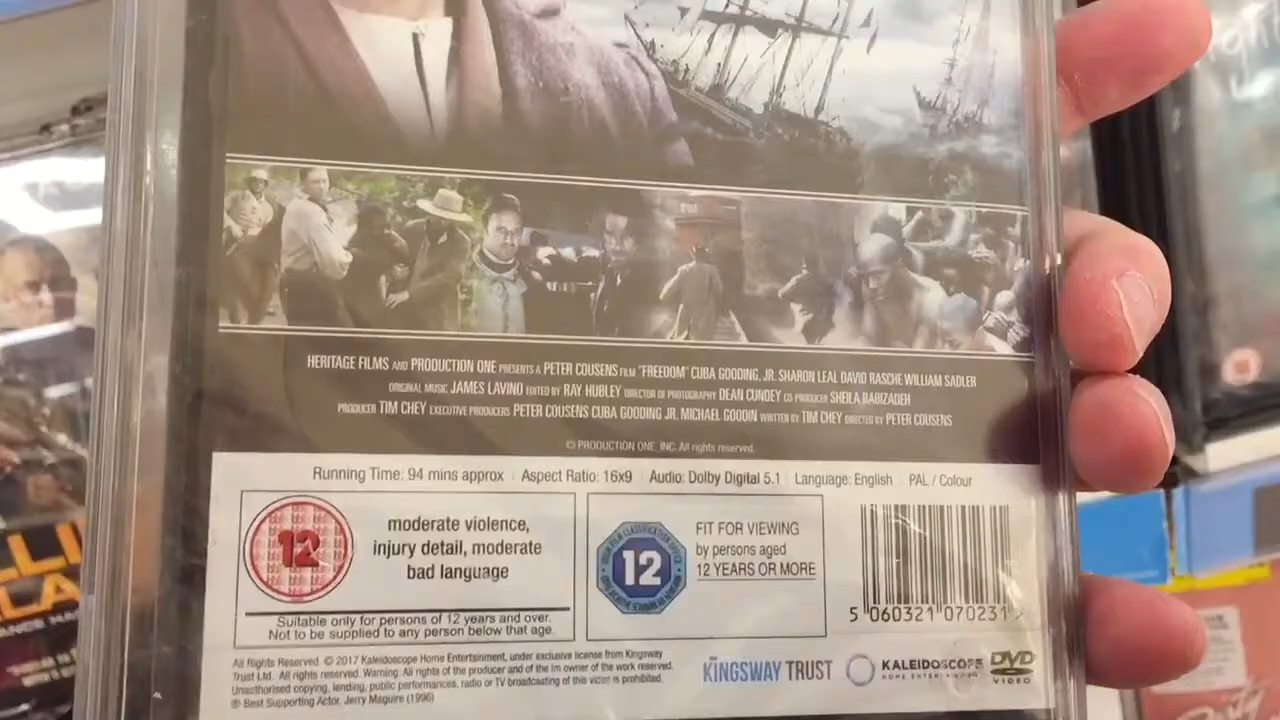 HERITAGE FILMS AND PRODUCTION ONE PRESENTS A PETER COUSENS FILM "FREEDOM" CUBA GOODING, JR. SHARON LEAL DAVID RASCHE WILLIAM SADLER
ORIGINAL MUSIC JAMES LAVINO EDITED BY RAY HUBLEY DIRECTOR OF PHOTOGRAPHY DEAN CUNDEY CO-PRODUCER SHEILA RABIZADEH
PRODUCER TIM CHEY EXECUTIVE PRODUCERS PETER COUSENS CUBA GOODING JR. MICHAEL GOODIN WRITTEN BY TIM CHEY DIRECTED BY PETER COUSENS
© PRODUCTION ONE, INC. All rights reserved.
Running Time: 94 mins approx | Aspect Ratio: 16x9 | Audio: Dolby Digital 5.1 | Language: English | PAL / Colour
12
moderate violence,
injury detail, moderate
bad language
Suitable only for persons of 12 years and over.
Not to be supplied to any person below that age.
12
FIT FOR VIEWING
by persons aged
12 YEARS OR MORE
5 060321 070231 >
All Rights Reserved. © 2017 Kaleidoscope Home Entertainment, under exclusive license from Kingsway
Trust Ltd. All rights reserved. Warning: All rights of the producer and of the im owner of the work reserved.
Unauthorised copying, lending, public performances, radio or TV broadcasting of this video is prohibited.
® Best Supporting Actor, Jerry Maguire (1996)
KINGSWAY TRUST
KALEIDOSCOPE
HOME ENTERTAINMENT
DVD
VIDEO